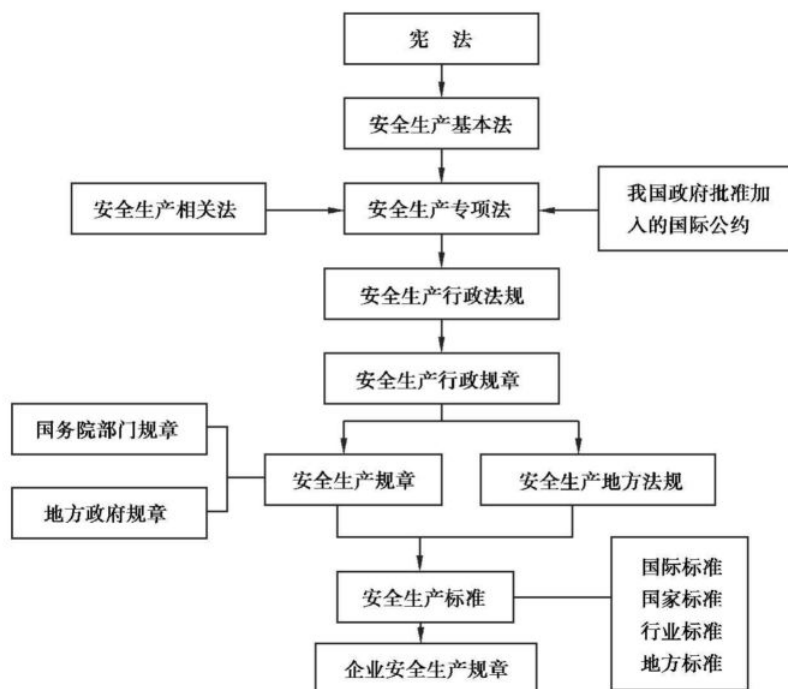 宪 法
安全生产基本法
安全生产相关法
安全生产专项法
我国政府批准加
入的国际公约
安全生产行政法规
安全生产行政规章
国务院部门规章
地方政府规章
安全生产规章
安全生产地方法规
安全生产标准
国际标准
国家标准
行业标准
地方标准
企业安全生产规章